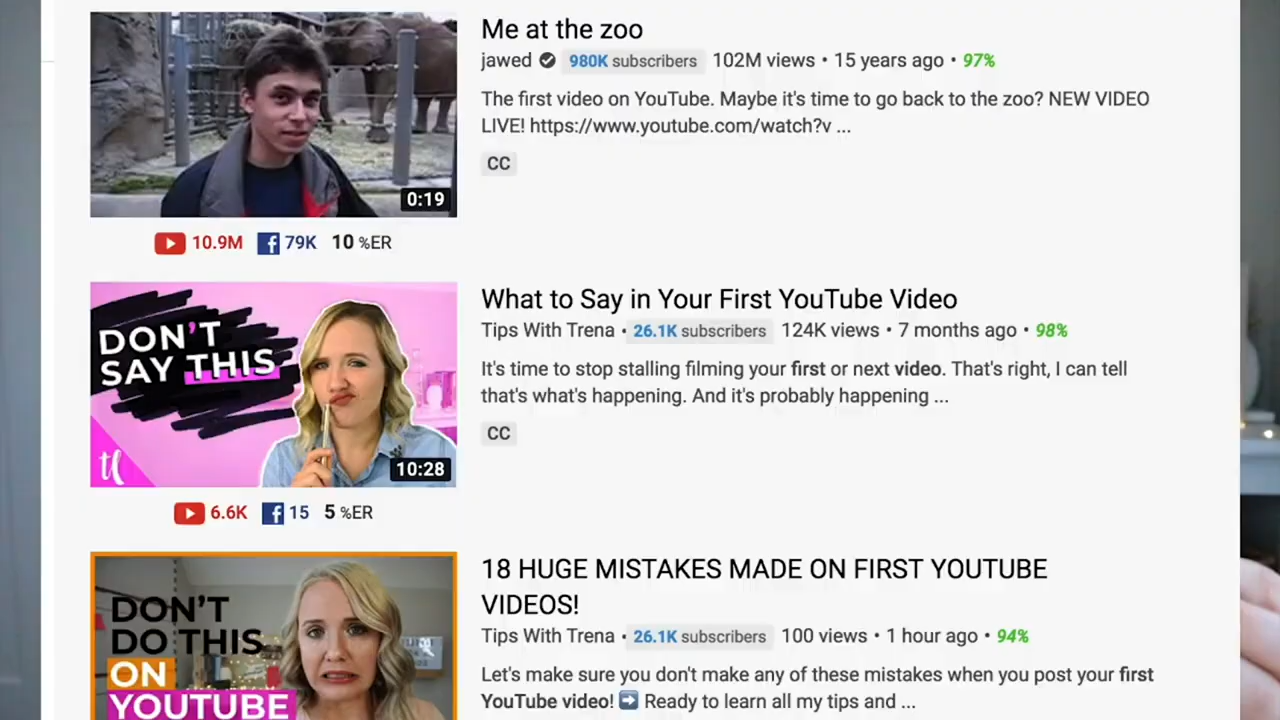 Me at the zoo
jawed 980K subscribers 102M views • 15 years ago • 97%
The first video on YouTube. Maybe it's time to go back to the zoo? NEW VIDEO
LIVE! https://www.youtube.com/watch?v ...
CC
0:19
10.9M 79K 10 %ER
What to Say in Your First YouTube Video
Tips With Trena • 26.1K subscribers 124K views • 7 months ago • 98%
It's time to stop stalling filming your first or next video. That's right, I can tell
that's what's happening. And it's probably happening ...
CC
DON'T
SAY THIS
tl
10:28
6.6K 15 5 %ER
18 HUGE MISTAKES MADE ON FIRST YOUTUBE
VIDEOS!
Tips With Trena • 26.1K subscribers 100 views • 1 hour ago • 94%
Let's make sure you don't make any of these mistakes when you post your first
YouTube video! ➡ Ready to learn all my tips and ...
DON'T
DO THIS
ON
YOUTUBE